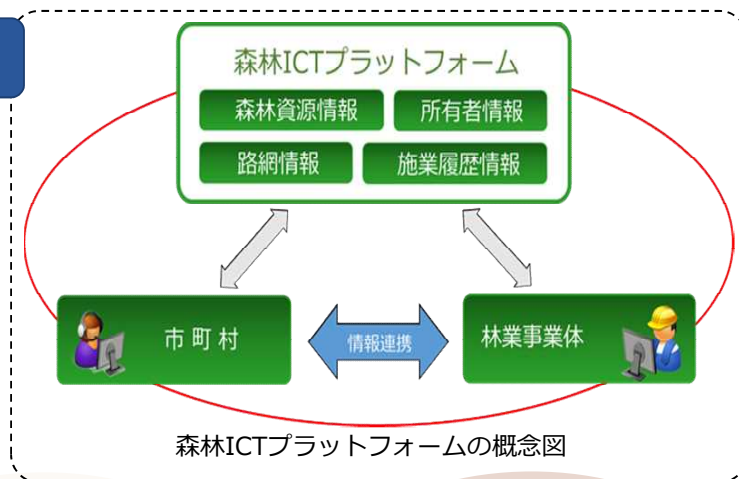 森林ICTプラットフォーム
森林資源情報 所有者情報
路網情報 施業履歴情報
市町村 情報連携 林業事業体
森林ICTプラットフォームの概念図